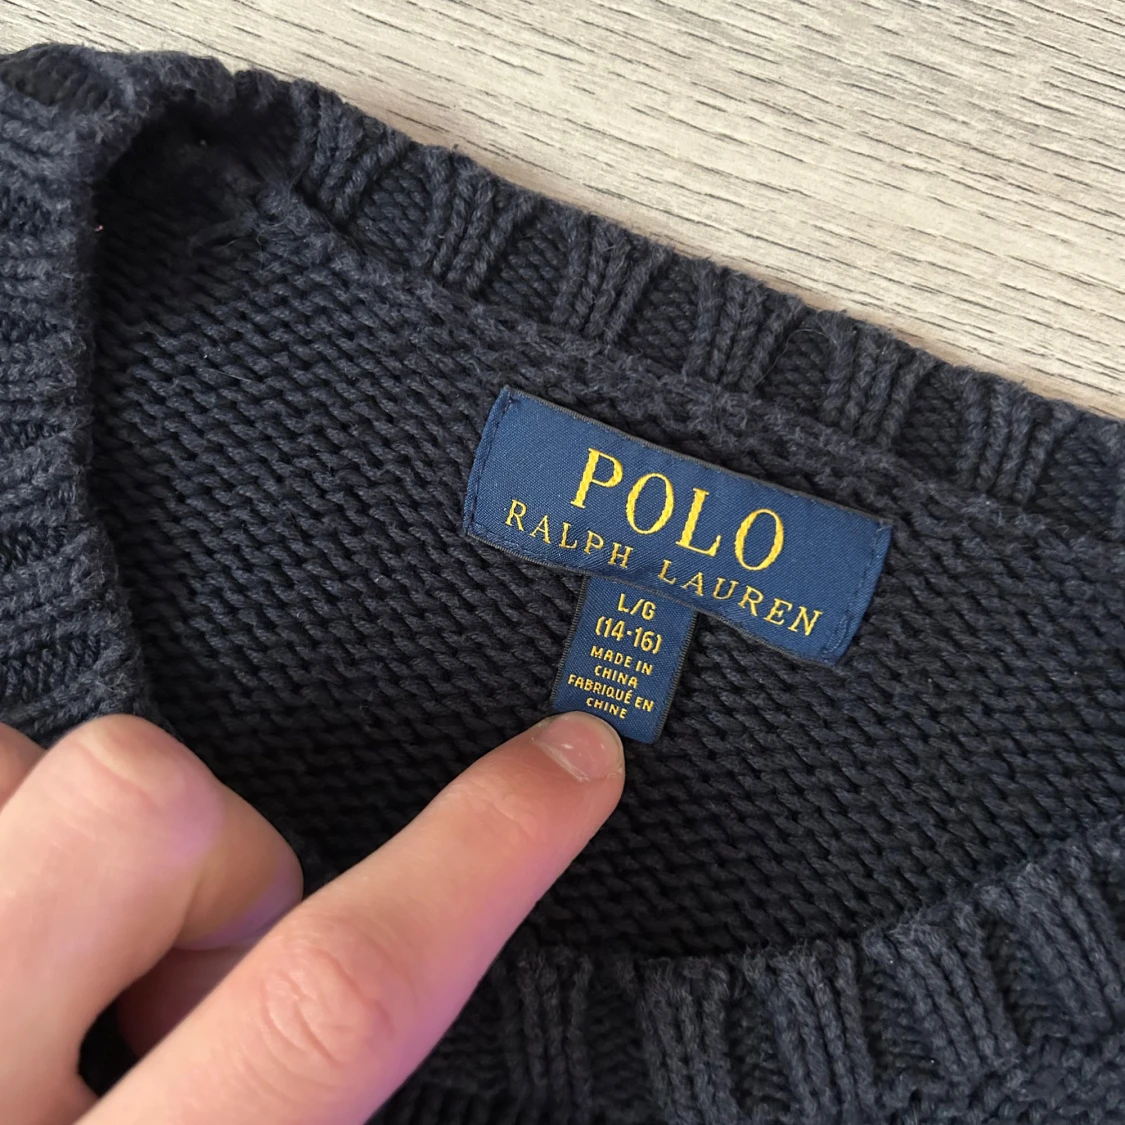 POLO
RALPH LAUREN
L/G
(14-16)
MADE IN
CHINA
FABRIQUÉ EN
CHINE